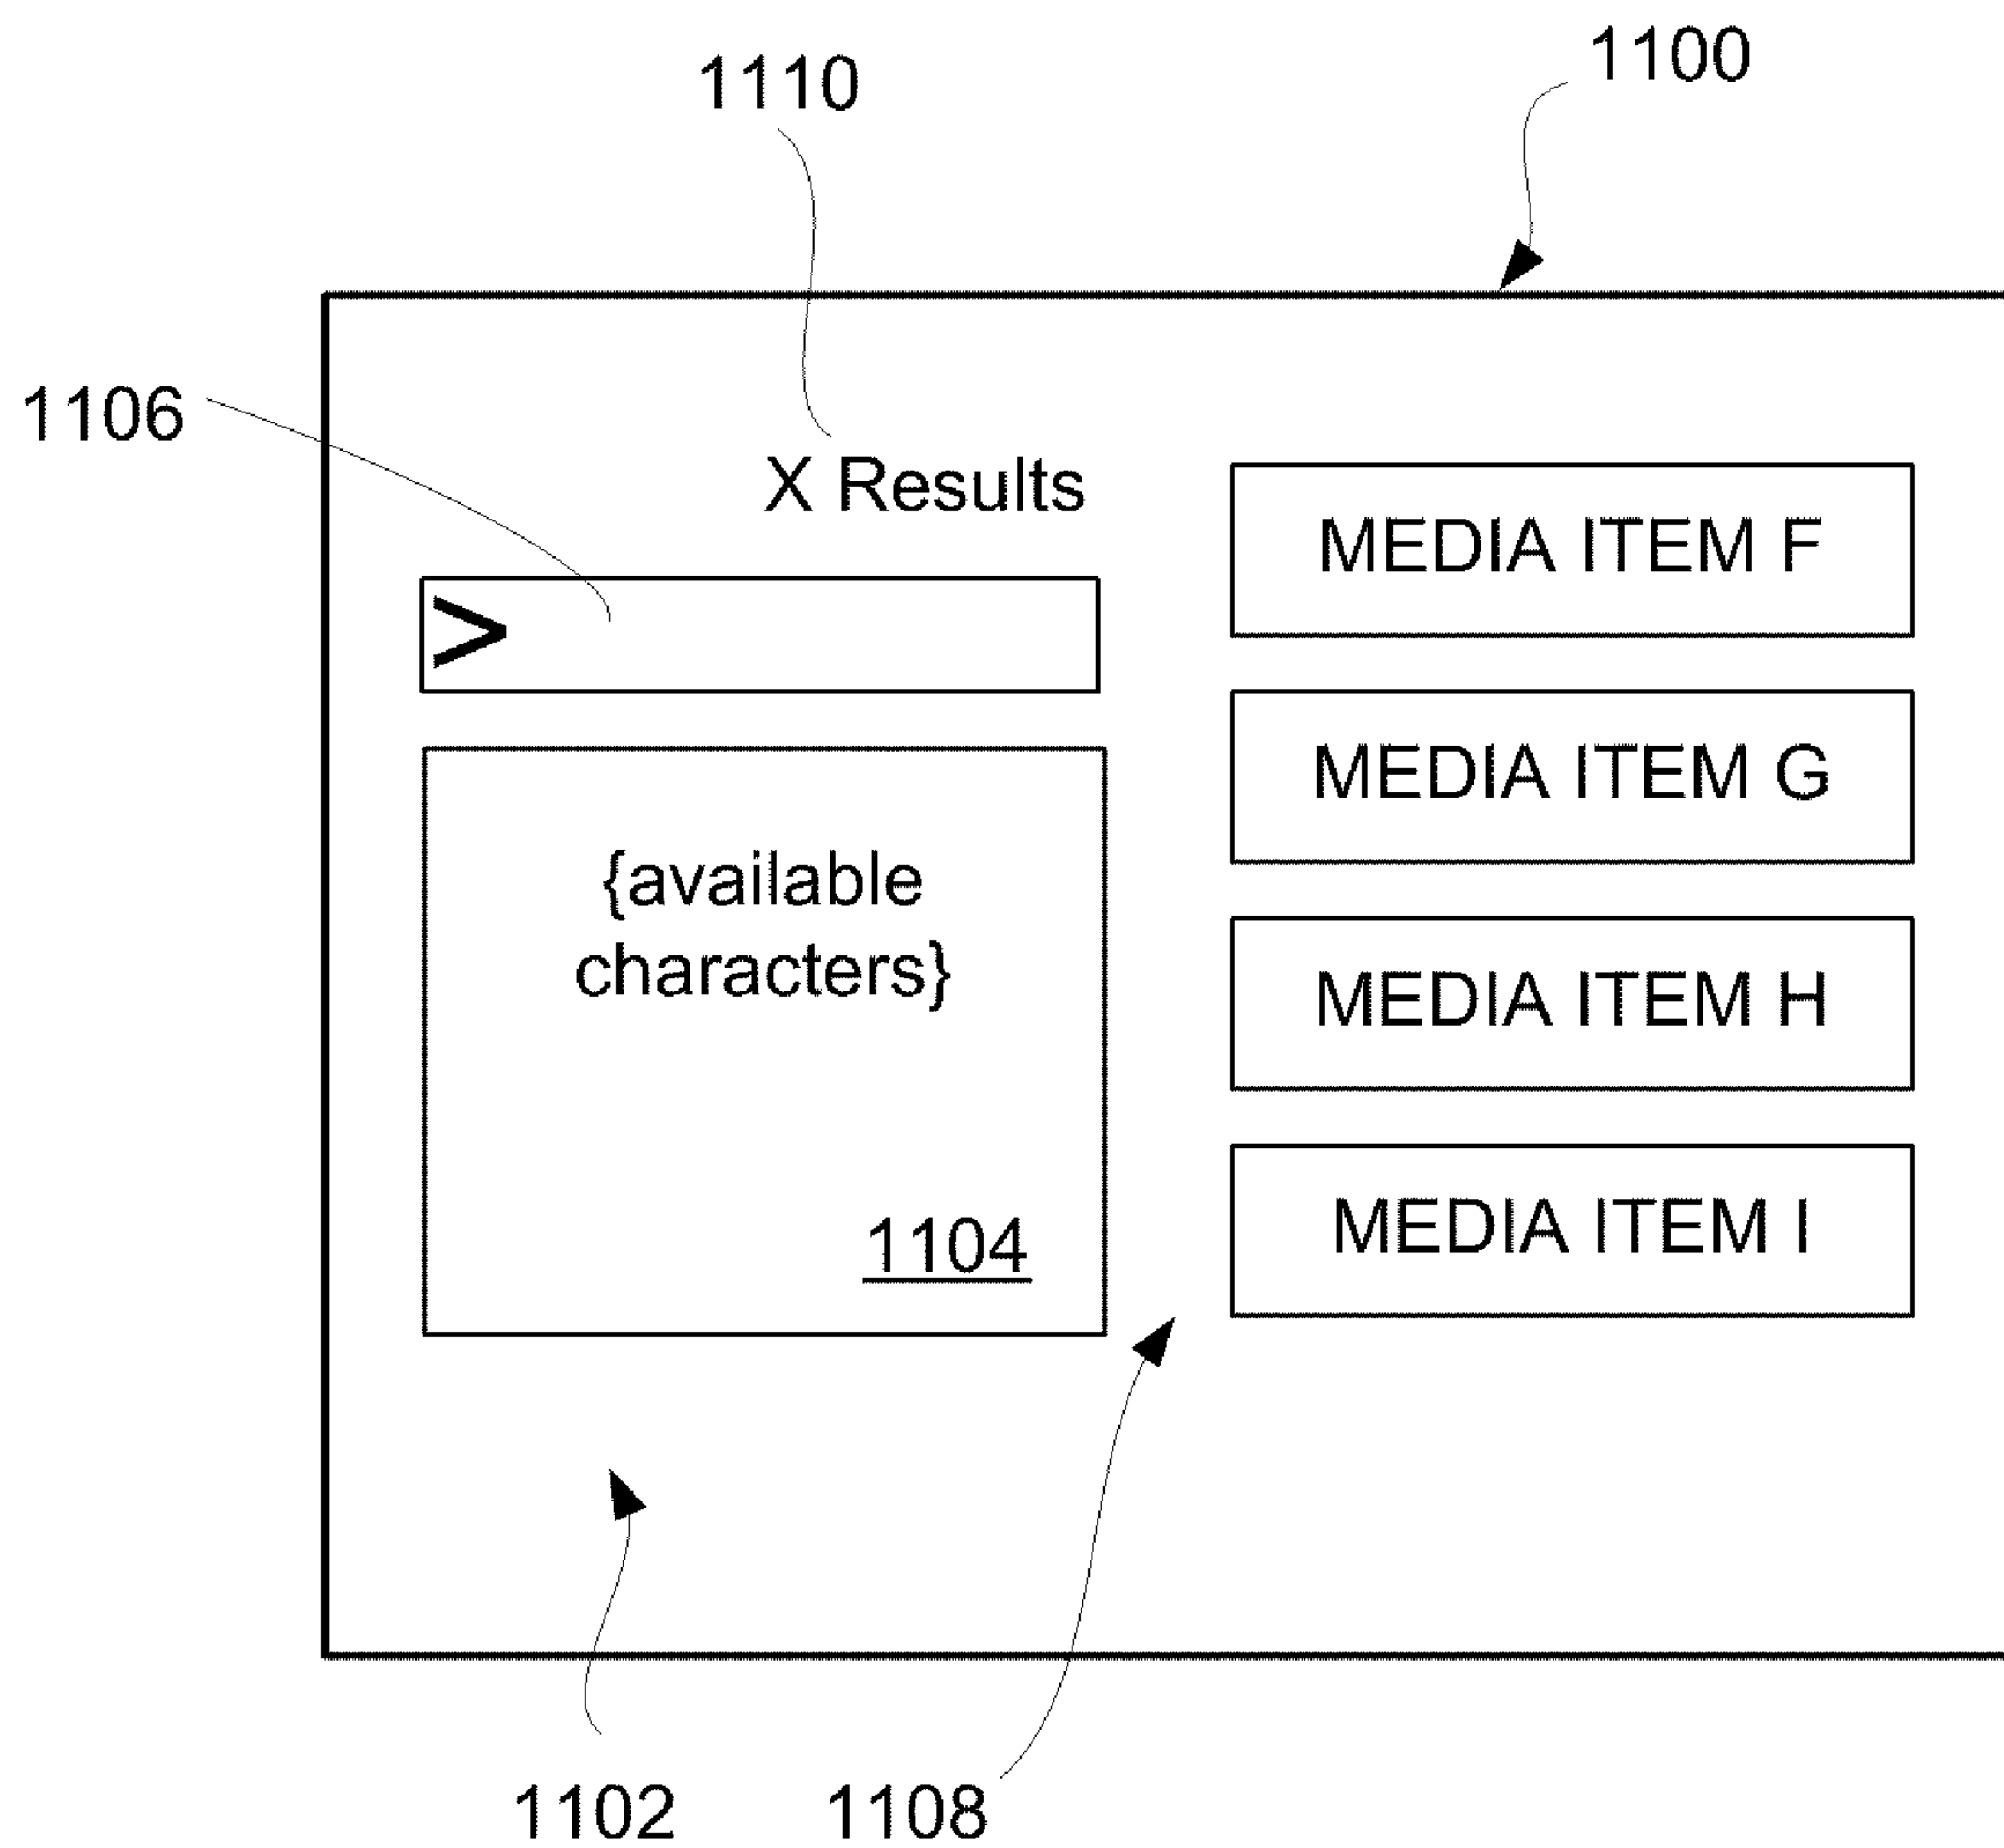 1110
1100
1106
X Results
>
{available
characters}
1104
MEDIA ITEM F
MEDIA ITEM G
MEDIA ITEM H
MEDIA ITEM I
1102
1108